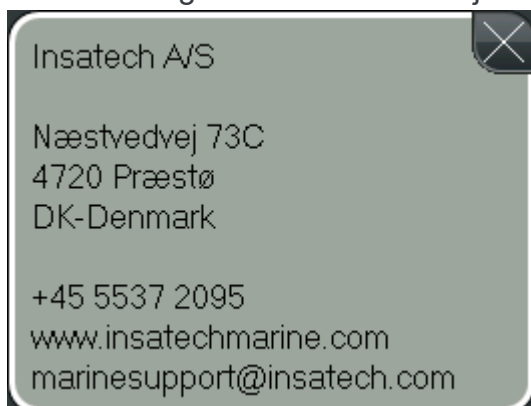 Insatech A/S
Næstvedvej 73C
4720 Præstø
DK-Denmark
+45 5537 2095
www.insatechmarine.com
marinesupport@insatech.com